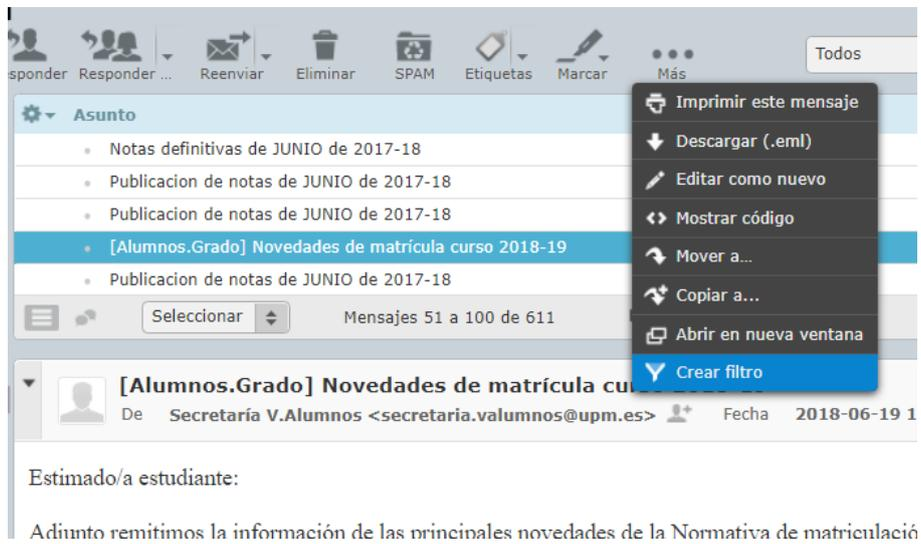 sponder Responder ... Reenviar Eliminar SPAM Etiquetas Marcar Más
Todos
Asunto
Notas definitivas de JUNIO de 2017-18
Publicacion de notas de JUNIO de 2017-18
Publicacion de notas de JUNIO de 2017-18
[Alumnos.Grado] Novedades de matrícula curso 2018-19
Publicacion de notas de JUNIO de 2017-18
Seleccionar Mensajes 51 a 100 de 611
Imprimir este mensaje
Descargar (.eml)
Editar como nuevo
Mostrar código
Mover a...
Copiar a...
Abrir en nueva ventana
Crear filtro
[Alumnos.Grado] Novedades de matrícula cu
De Secretaría V.Alumnos <secretaria.valumnos@upm.es> Fecha 2018-06-19 1
Estimado/a estudiante:
Adjunto remitimos la información de las principales novedades de la Normativa de matriculació